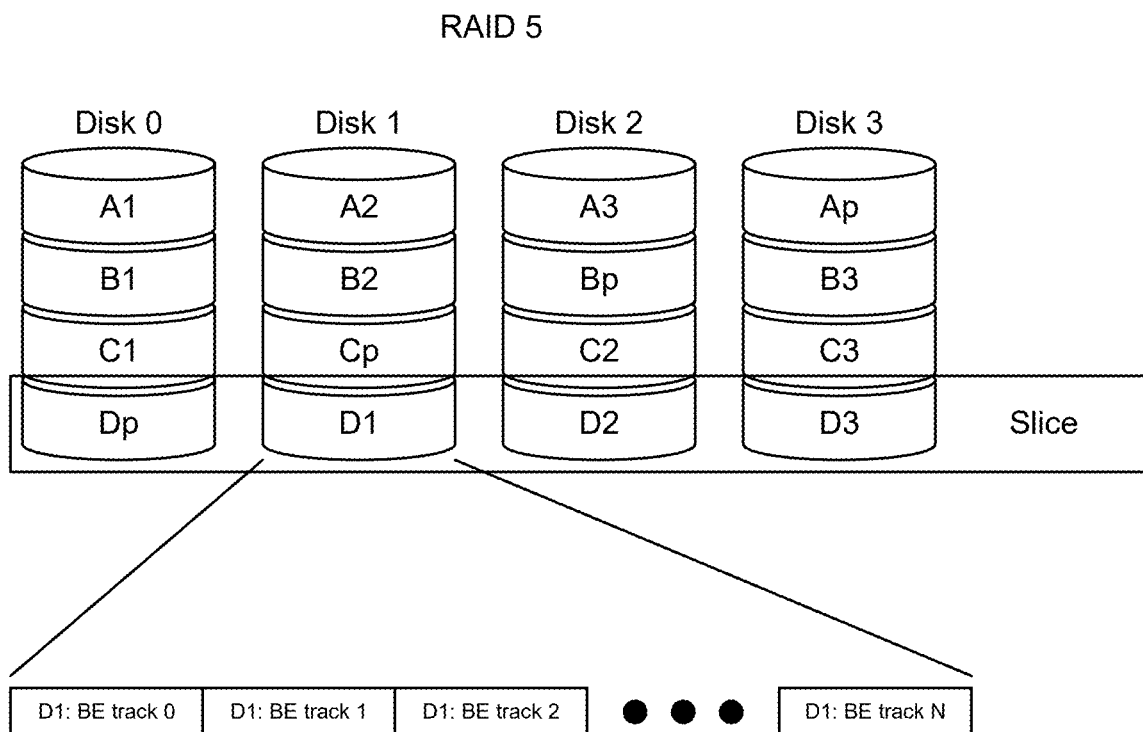 RAID 5
Disk 0 Disk 1 Disk 2 Disk 3
A1 A2 A3 Ap
B1 B2 Bp B3
C1 Cp C2 C3
Dp D1 D2 D3 Slice
D1: BE track 0 D1: BE track 1 D1: BE track 2 D1: BE track N